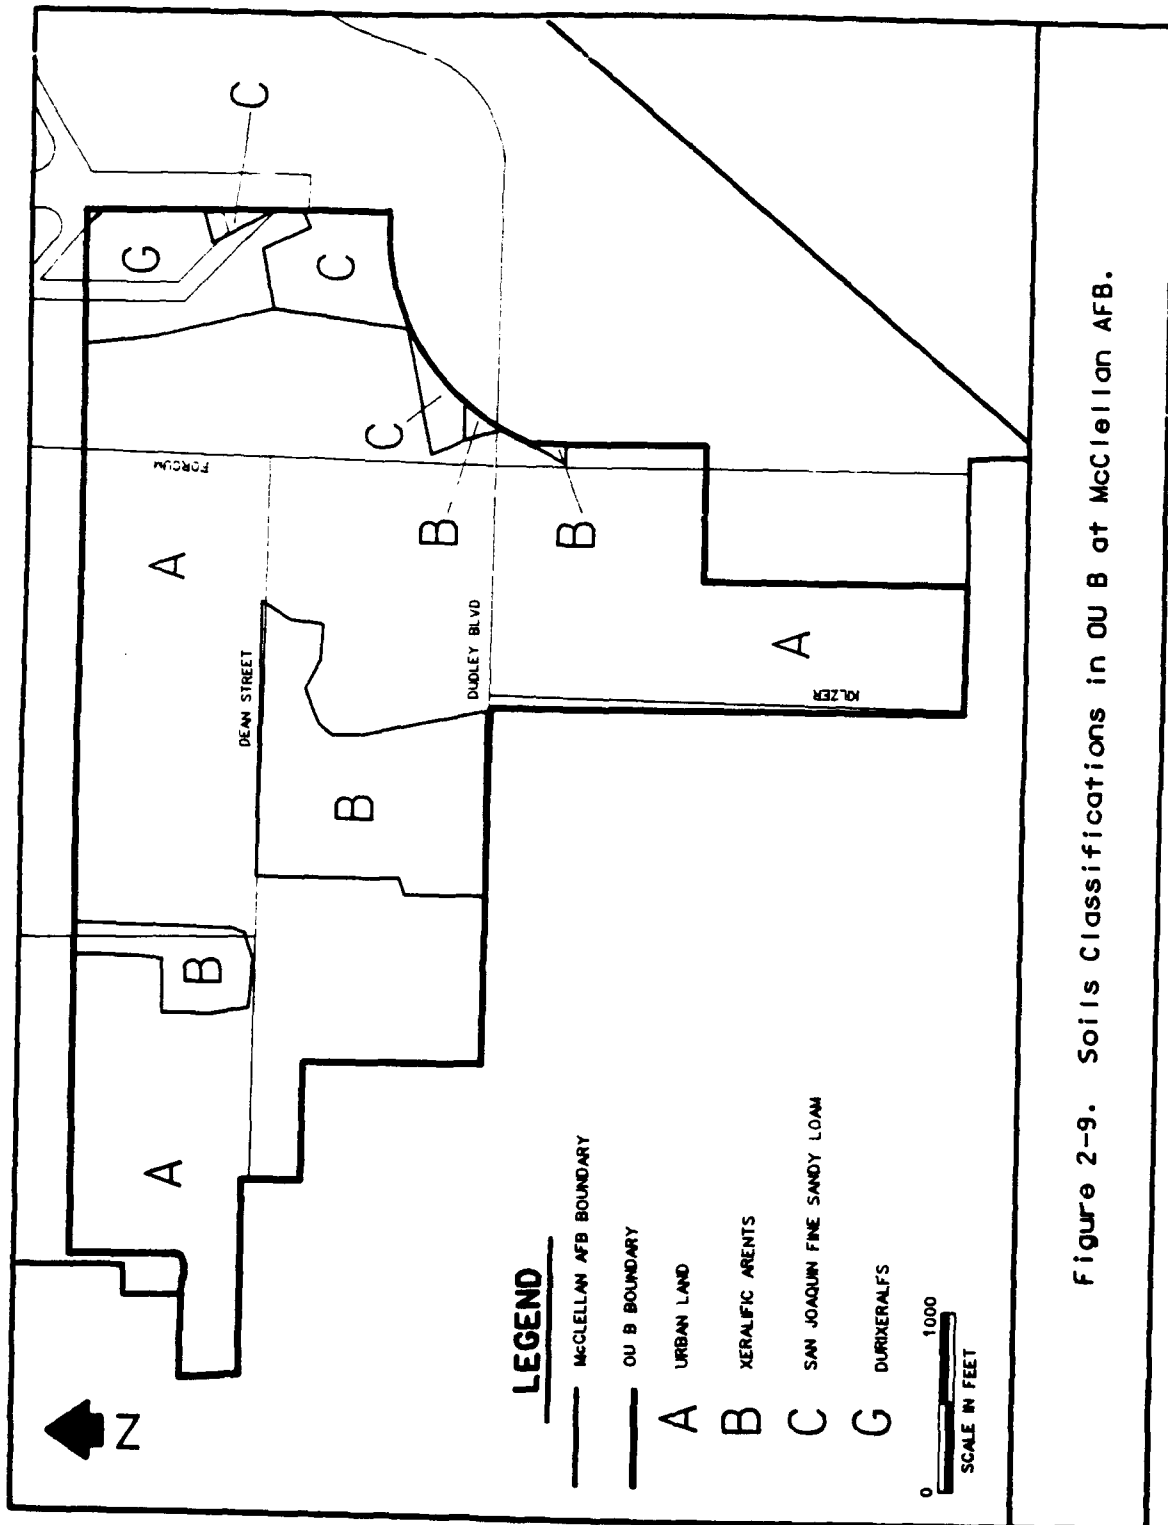 N
A
B
A
G
C
C
C
B
B
B
A
FORCUM
DEAN STREET
DUDLEY BLVD
KILZER
LEGEND
McCLELLAN AFB BOUNDARY
OU B BOUNDARY
A URBAN LAND
B XERALIFIC ARENTS
C SAN JOAQUIN FINE SANDY LOAM
G DURIXERALFS
0 1000
SCALE IN FEET
Figure 2-9. Soils Classifications in OU B at McClellan AFB.